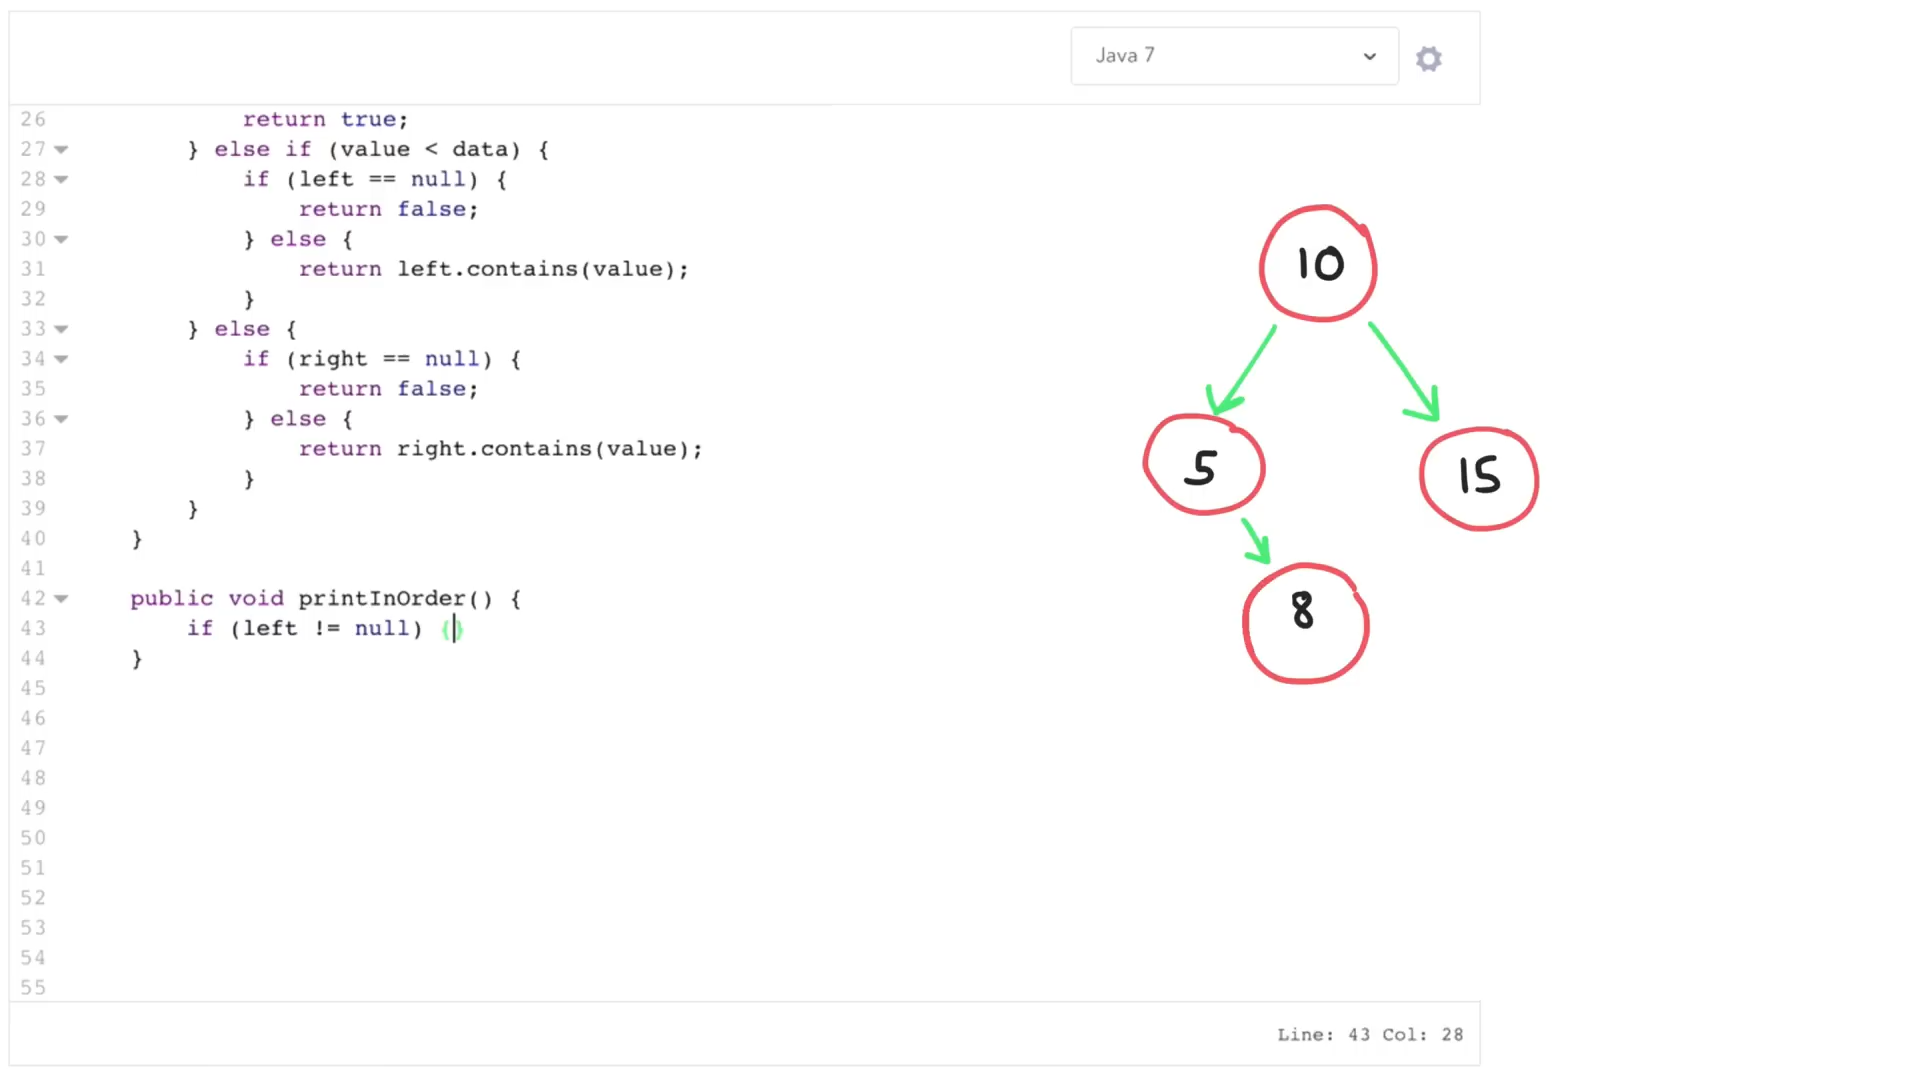 Java 7
26 return true;
27 } else if (value < data) {
28 if (left == null) {
29 return false;
30 } else {
31 return left.contains(value);
32 }
33 } else {
34 if (right == null) {
35 return false;
36 } else {
37 return right.contains(value);
38 }
39 }
40 }
41
42 public void printInOrder() {
43 if (left != null) {}
44 }
45
46
47
48
49
50
51
52
53
54
55
10
5
15
8
Line: 43 Col: 28